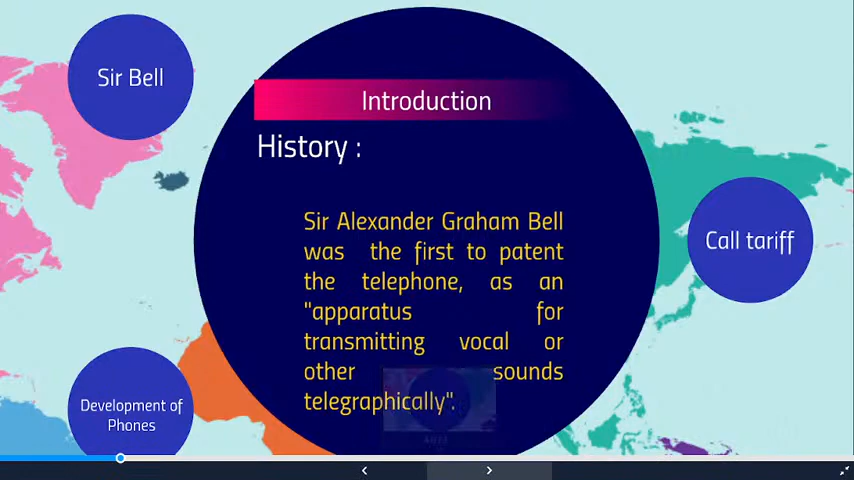 Sir Bell
Introduction
History :
Sir Alexander Graham Bell
was the first to patent
the telephone, as an
"apparatus for
transmitting vocal or
other sounds
telegraphically".
Call tariff
Development of
Phones